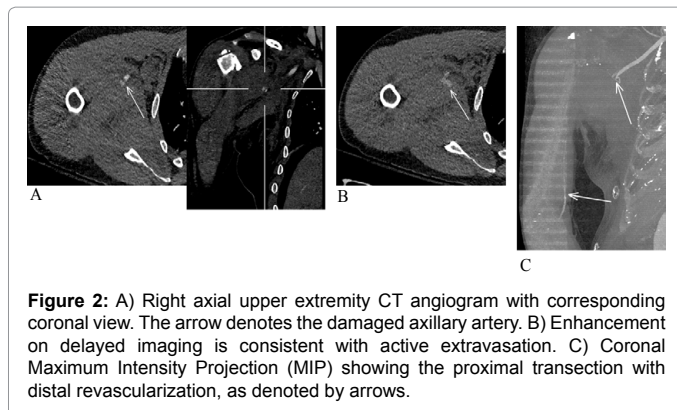 A
B
C
Figure 2: A) Right axial upper extremity CT angiogram with corresponding
coronal view. The arrow denotes the damaged axillary artery. B) Enhancement
on delayed imaging is consistent with active extravasation. C) Coronal
Maximum Intensity Projection (MIP) showing the proximal transection with
distal revascularization, as denoted by arrows.